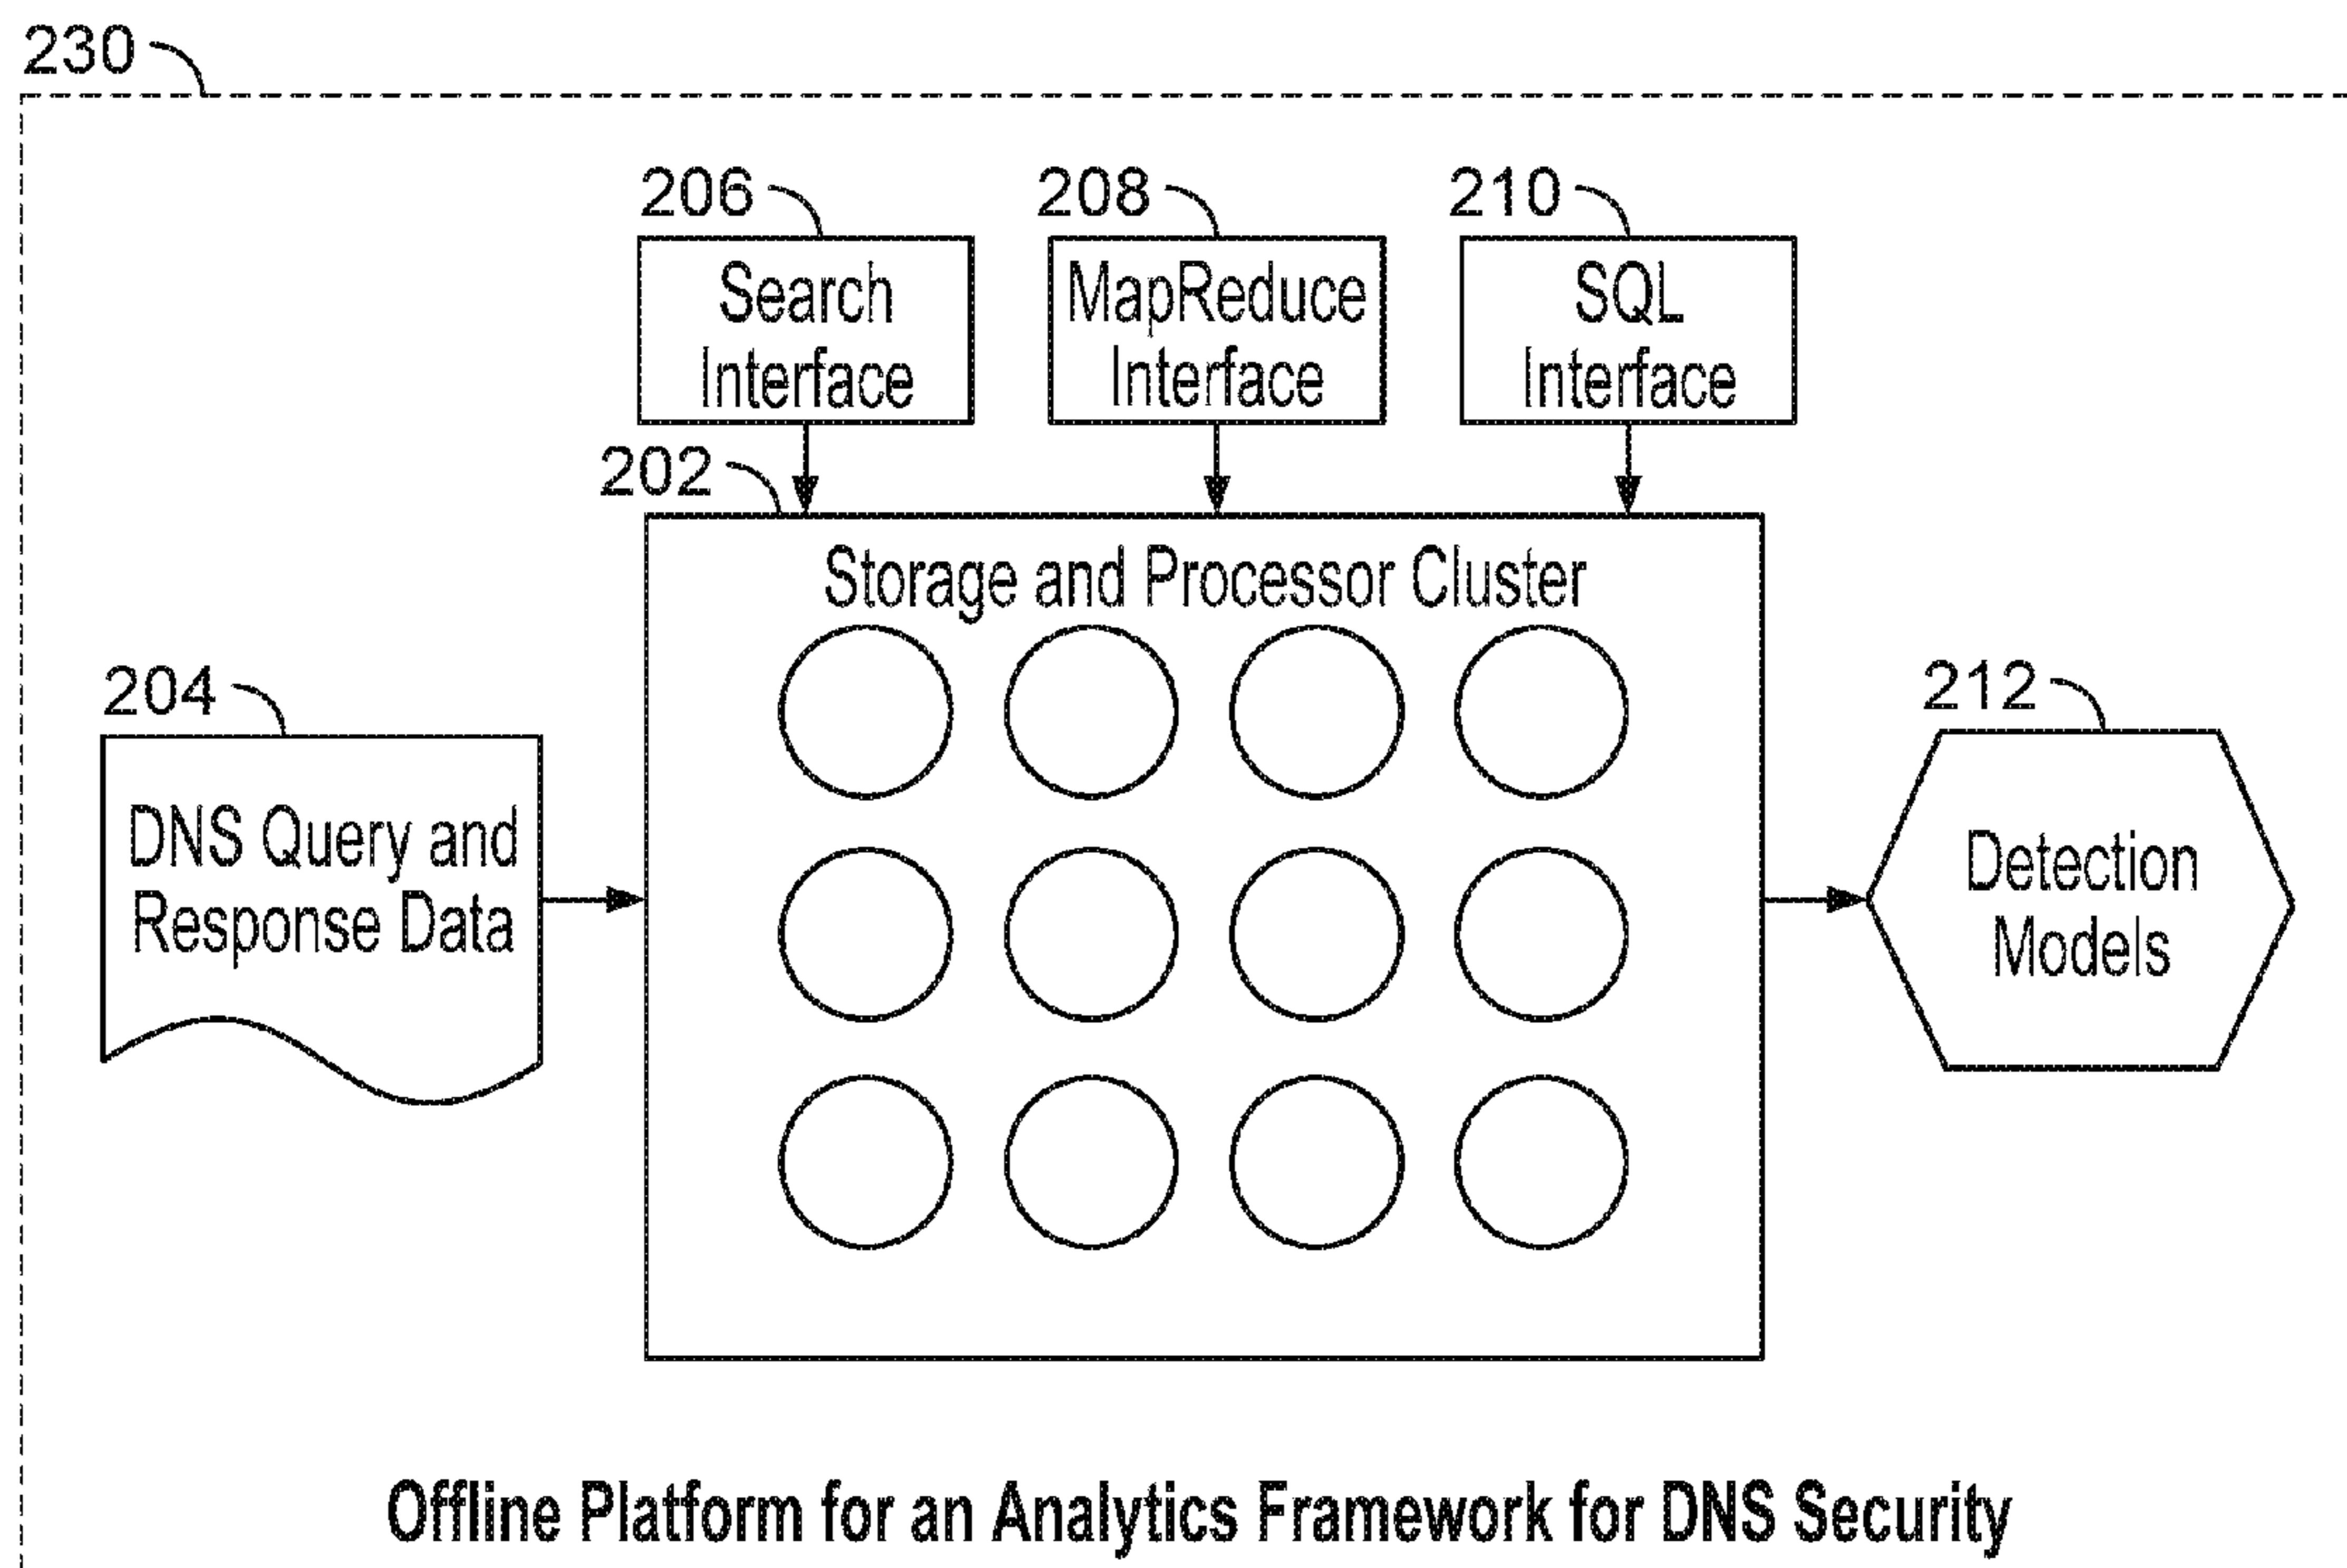 230
206
208
210
Search
Interface
MapReduce
Interface
SQL
Interface
202
Storage and Processor Cluster
204
DNS Query and
Response Data
212
Detection
Models
Offline Platform for an Analytics Framework for DNS Security